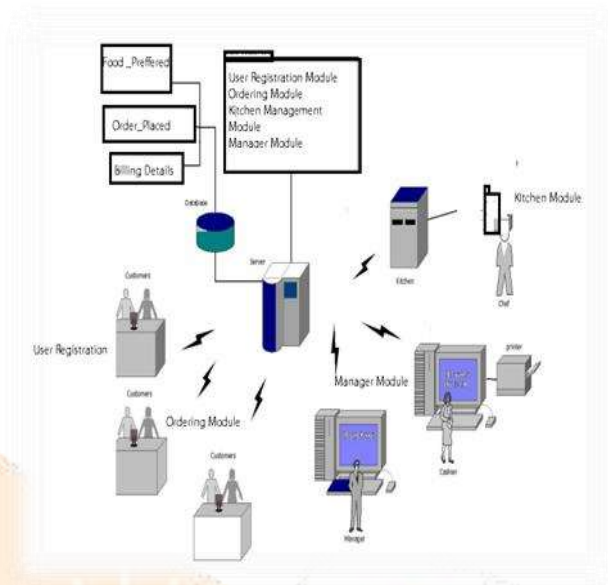 Food _Preffered
Order_Placed
Billing Details
User Registration Module
Ordering Module
Kitchen Management
Module
Manager Module
Database
Server
Kitchen
Kitchen Module
Chef
Customers
User Registration
Customers
Ordering Module
Customers
Manager Module
printer
Cashier
Manager